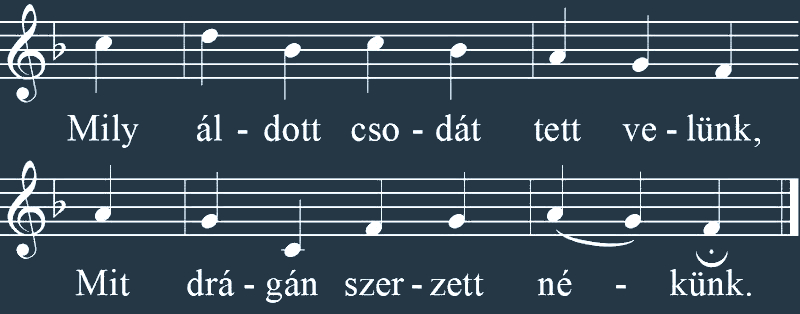 Mily ál - dott cso - dát tett ve - lünk,
Mit drá - gán szer - zett né - künk.